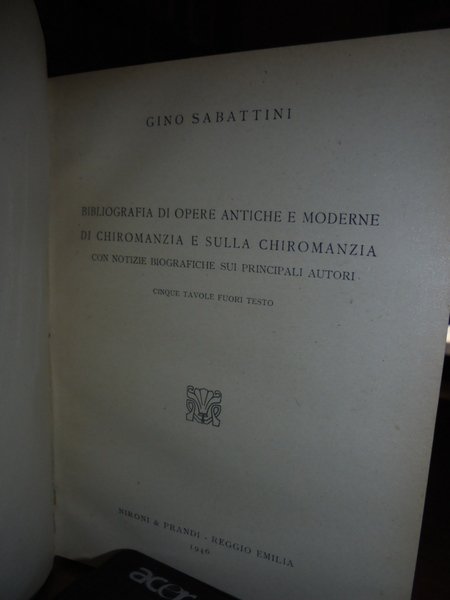 GINO SABATTINI
BIBLIOGRAFIA DI OPERE ANTICHE E MODERNE
DI CHIROMANZIA E SULLA CHIROMANZIA
CON NOTIZIE BIOGRAFICHE SUI PRINCIPALI AUTORI
CINQUE TAVOLE FUORI TESTO
NIRONI & PRANDI - REGGIO EMILIA
1946
acer